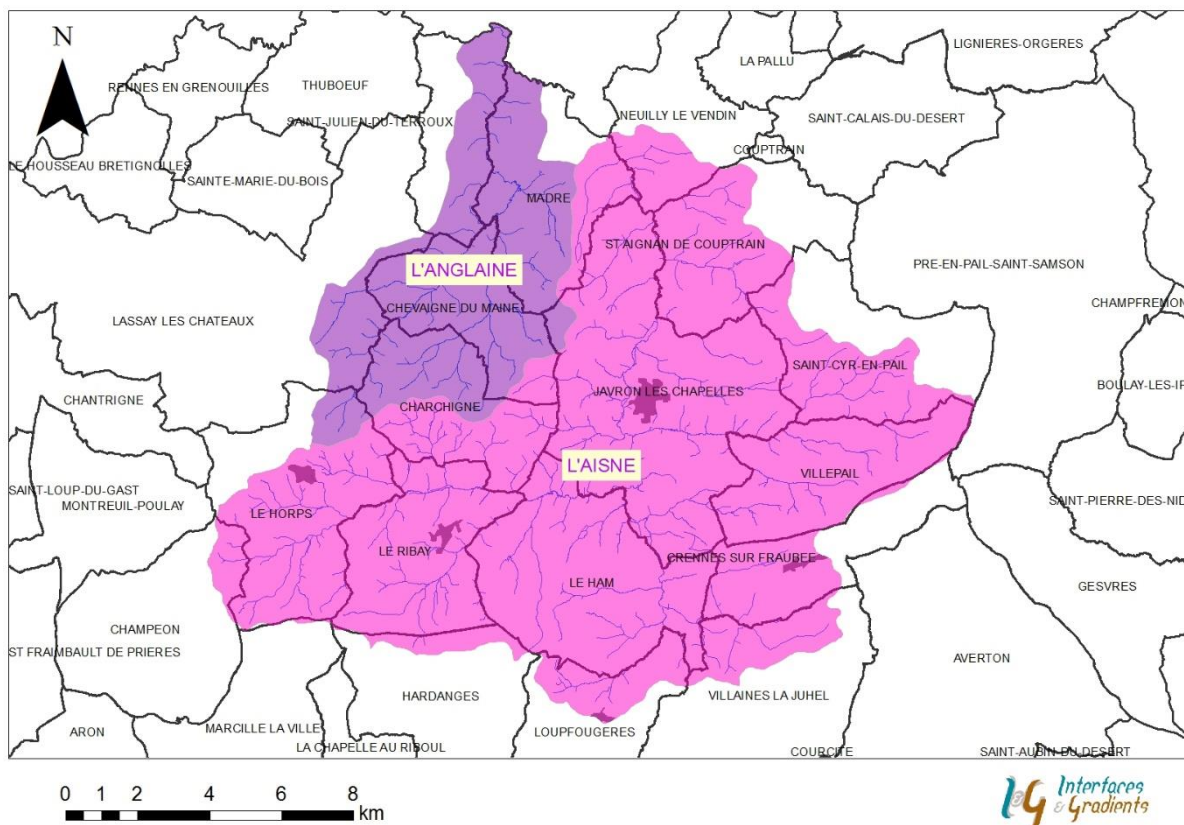 N
LIGNIERES-ORGERES
LA PALLU
RENNES EN GRENOUILLES
THUBOEUF
SAINT-JULIEN-DU-TERROUX
NEUILLY LE VENDIN
SAINT-CALAIS-DU-DESERT
COUPTRAIN
LE HOUSSEAU BRETIGNOLLES
SAINTE-MARIE-DU-BOIS
MADRE
ST AIGNAN DE COUPTRAIN
PRE-EN-PAIL-SAINT-SAMSON
L'ANGLAINE
CHAMPFREMON
CHEVAIGNE DU MAINE
LASSAY LES CHATEAUX
SAINT-CYR-EN-PAIL
BOULAY-LES-IF
CHANTRIGNE
JAVRON LES CHAPELLES
CHARCHIGNE
L'AISNE
VILLEPAIL
SAINT-LOUP-DU-GAST
MONTREUIL-POULAY
SAINT-PIERRE-DES-NID
LE HORPS
LE RIBAY
CRENNES SUR FRAUBEE
LE HAM
GESVRES
CHAMPEON
ST FRAIMBAULT DE PRIERES
AVERTON
HARDANGES
VILLAINES LA JUHEL
ARON
MARCILLE LA VILLE
LOUPFOUGERES
LA CHAPELLE AU RIBOUL
COURCITE
SAINT-AUBIN-DU-DESERT
0 1 2 4 6 8
km
I&G Interfaces
& Gradients